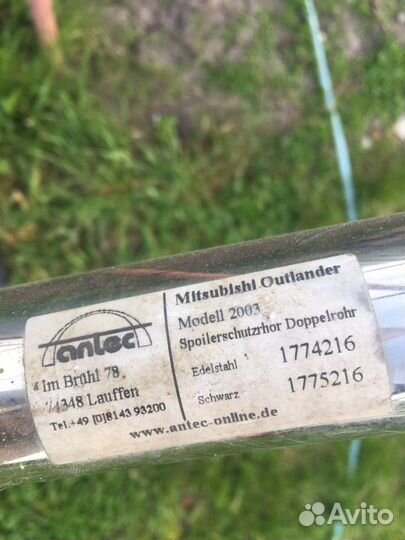 antec
Im Brühl 78
74348 Lauffen
Tel.+49 [0]8143 93200
www.antec-online.de
Mitsubishi Outlander
Modell 2003
Spoilerschutzrhor Doppelrohr
Edelstahl 1774216
Schwarz 1775216
Avito